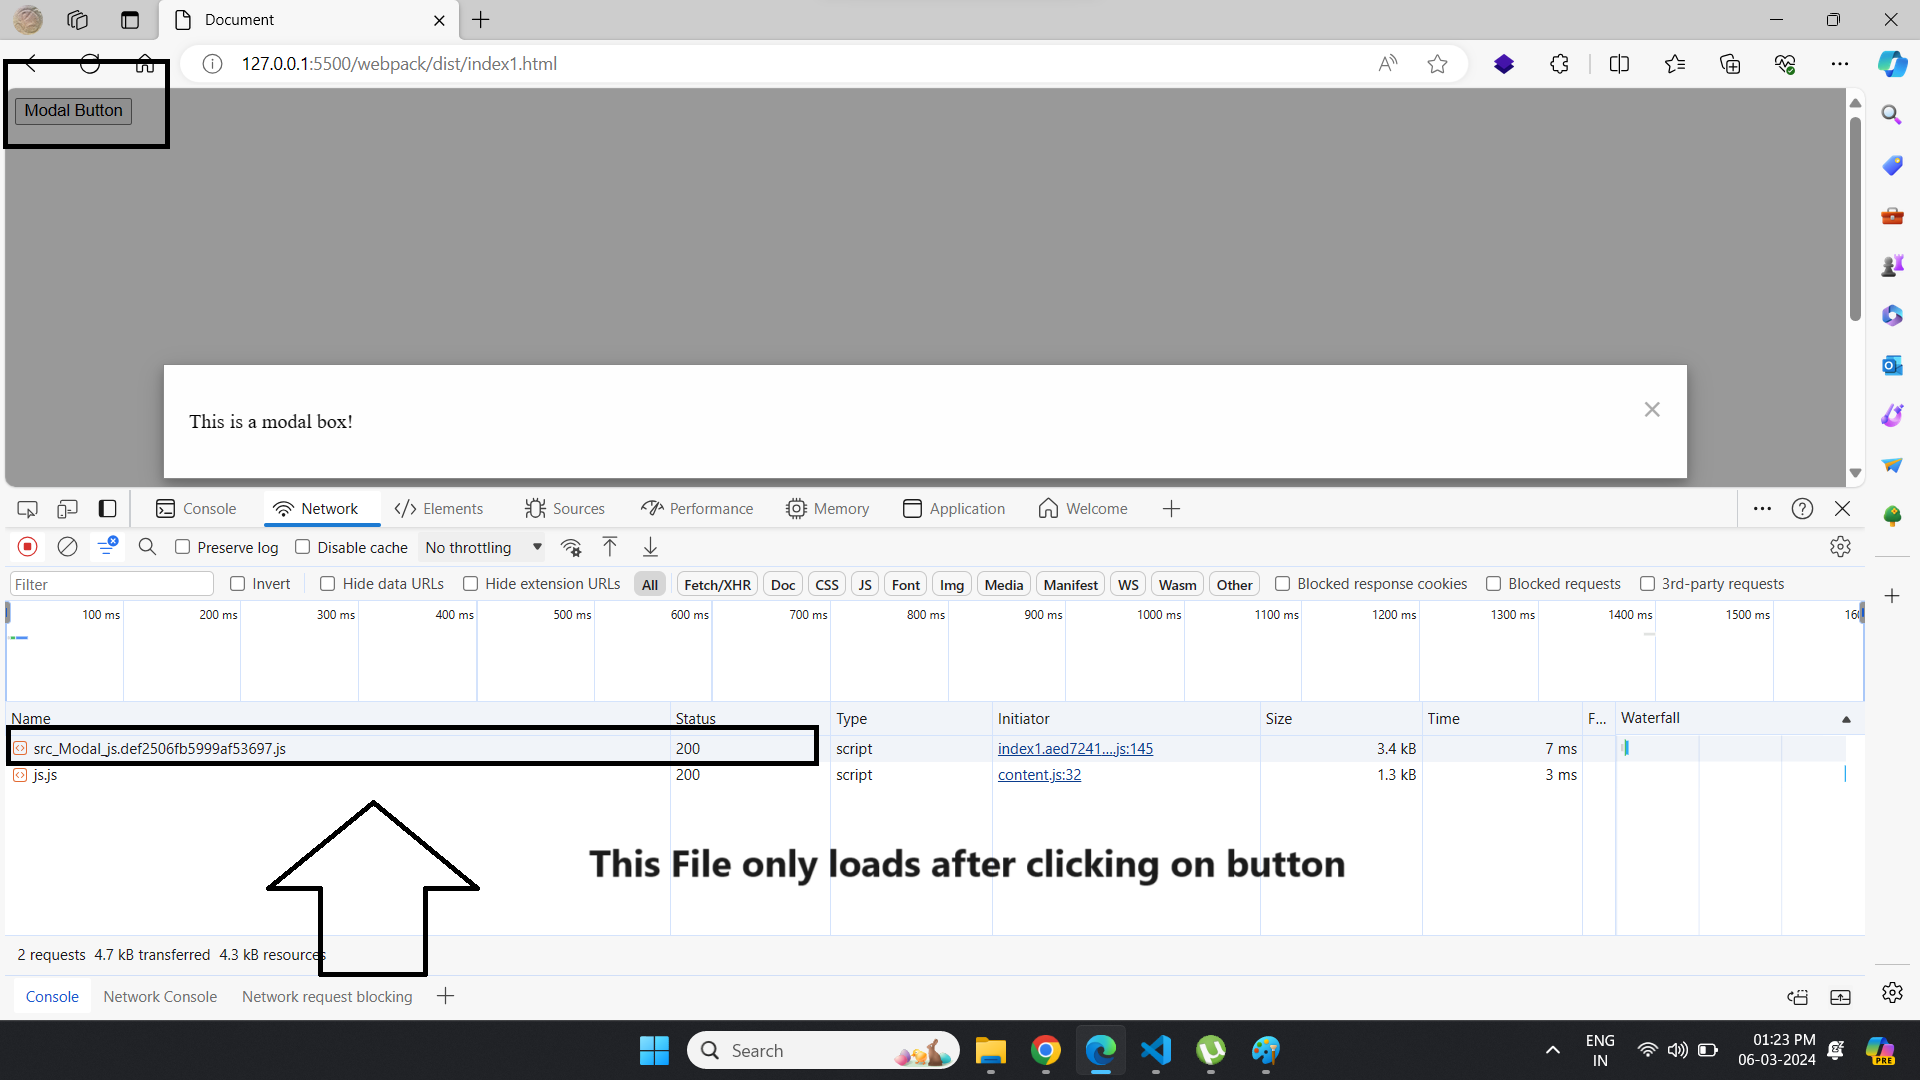 Document
127.0.0.1:5500/webpack/dist/index1.html
Modal Button
This is a modal box!
Console Network Elements Sources Performance Memory Application Welcome
Preserve log Disable cache No throttling
Filter Invert Hide data URLs Hide extension URLs All Fetch/XHR Doc CSS JS Font Img Media Manifest WS Wasm Other Blocked response cookies Blocked requests 3rd-party requests
100 ms 200 ms 300 ms 400 ms 500 ms 600 ms 700 ms 800 ms 900 ms 1000 ms 1100 ms 1200 ms 1300 ms 1400 ms 1500 ms
Name Status Type Initiator Size Time F... Waterfall
src_Modal_js.def2506fb5999af53697.js 200 script index1.aed7241....js:145 3.4 kB 7 ms
js.js 200 script content.js:32 1.3 kB 3 ms
This File only loads after clicking on button
2 requests 4.7 kB transferred 4.3 kB resources
Console Network Console Network request blocking
Search
ENG
IN
01:23 PM
06-03-2024
PRE